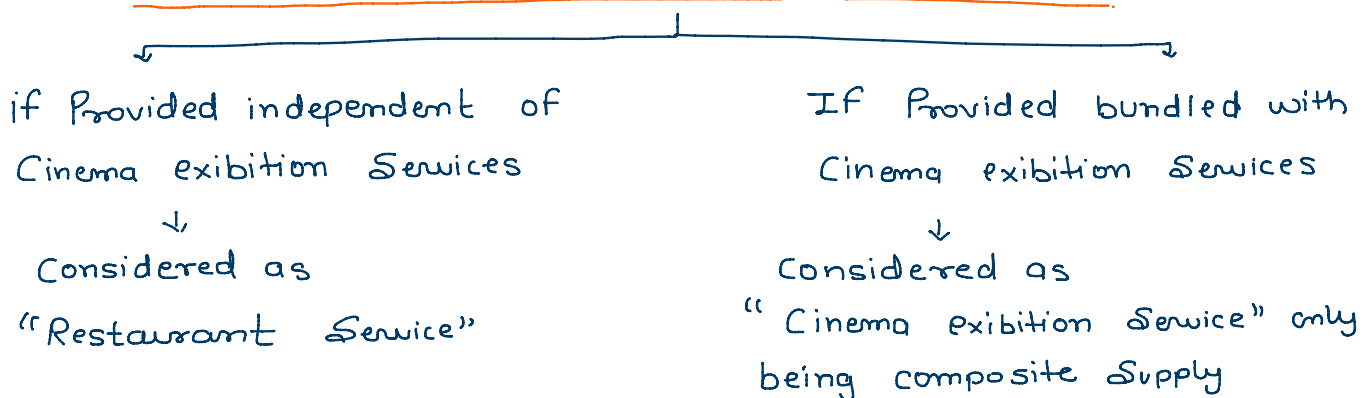 if Provided independent of
Cinema exibition Services
Considered as
"Restaurant Service"
If Provided bundled with
Cinema exibition Services
Considered as
"Cinema exibition Service" only
being composite Supply